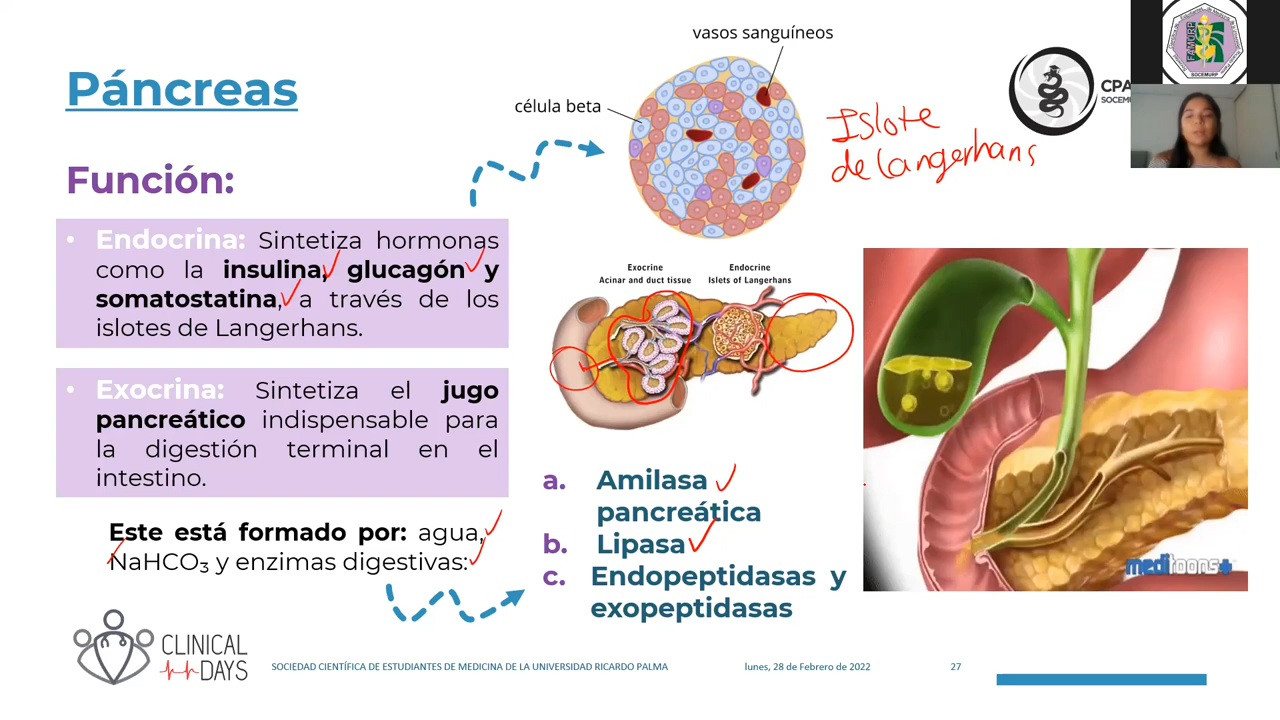 Páncreas
Función:
• Endocrina: Sintetiza hormonas
como la insulina, glucagón y
somatostatina, a través de los
islotes de Langerhans.
• Exocrina: Sintetiza el jugo
pancreático indispensable para
la digestión terminal en el
intestino.
Este está formado por: agua,
NaHCO₃ y enzimas digestivas:
vasos sanguíneos
célula beta
Islote
de Langerhans
Exocrine
Acinar and duct tissue
Endocrine
Islets of Langerhans
a. Amilasa
pancreática
b. Lipasa
c. Endopeptidasas y
exopeptidasas
meditoons
CPA
SOCEMU
FAMURP
SOCEMURP
CLINICAL
DAYS
SOCIEDAD CIENTÍFICA DE ESTUDIANTES DE MEDICINA DE LA UNIVERSIDAD RICARDO PALMA
lunes, 28 de Febrero de 2022
27